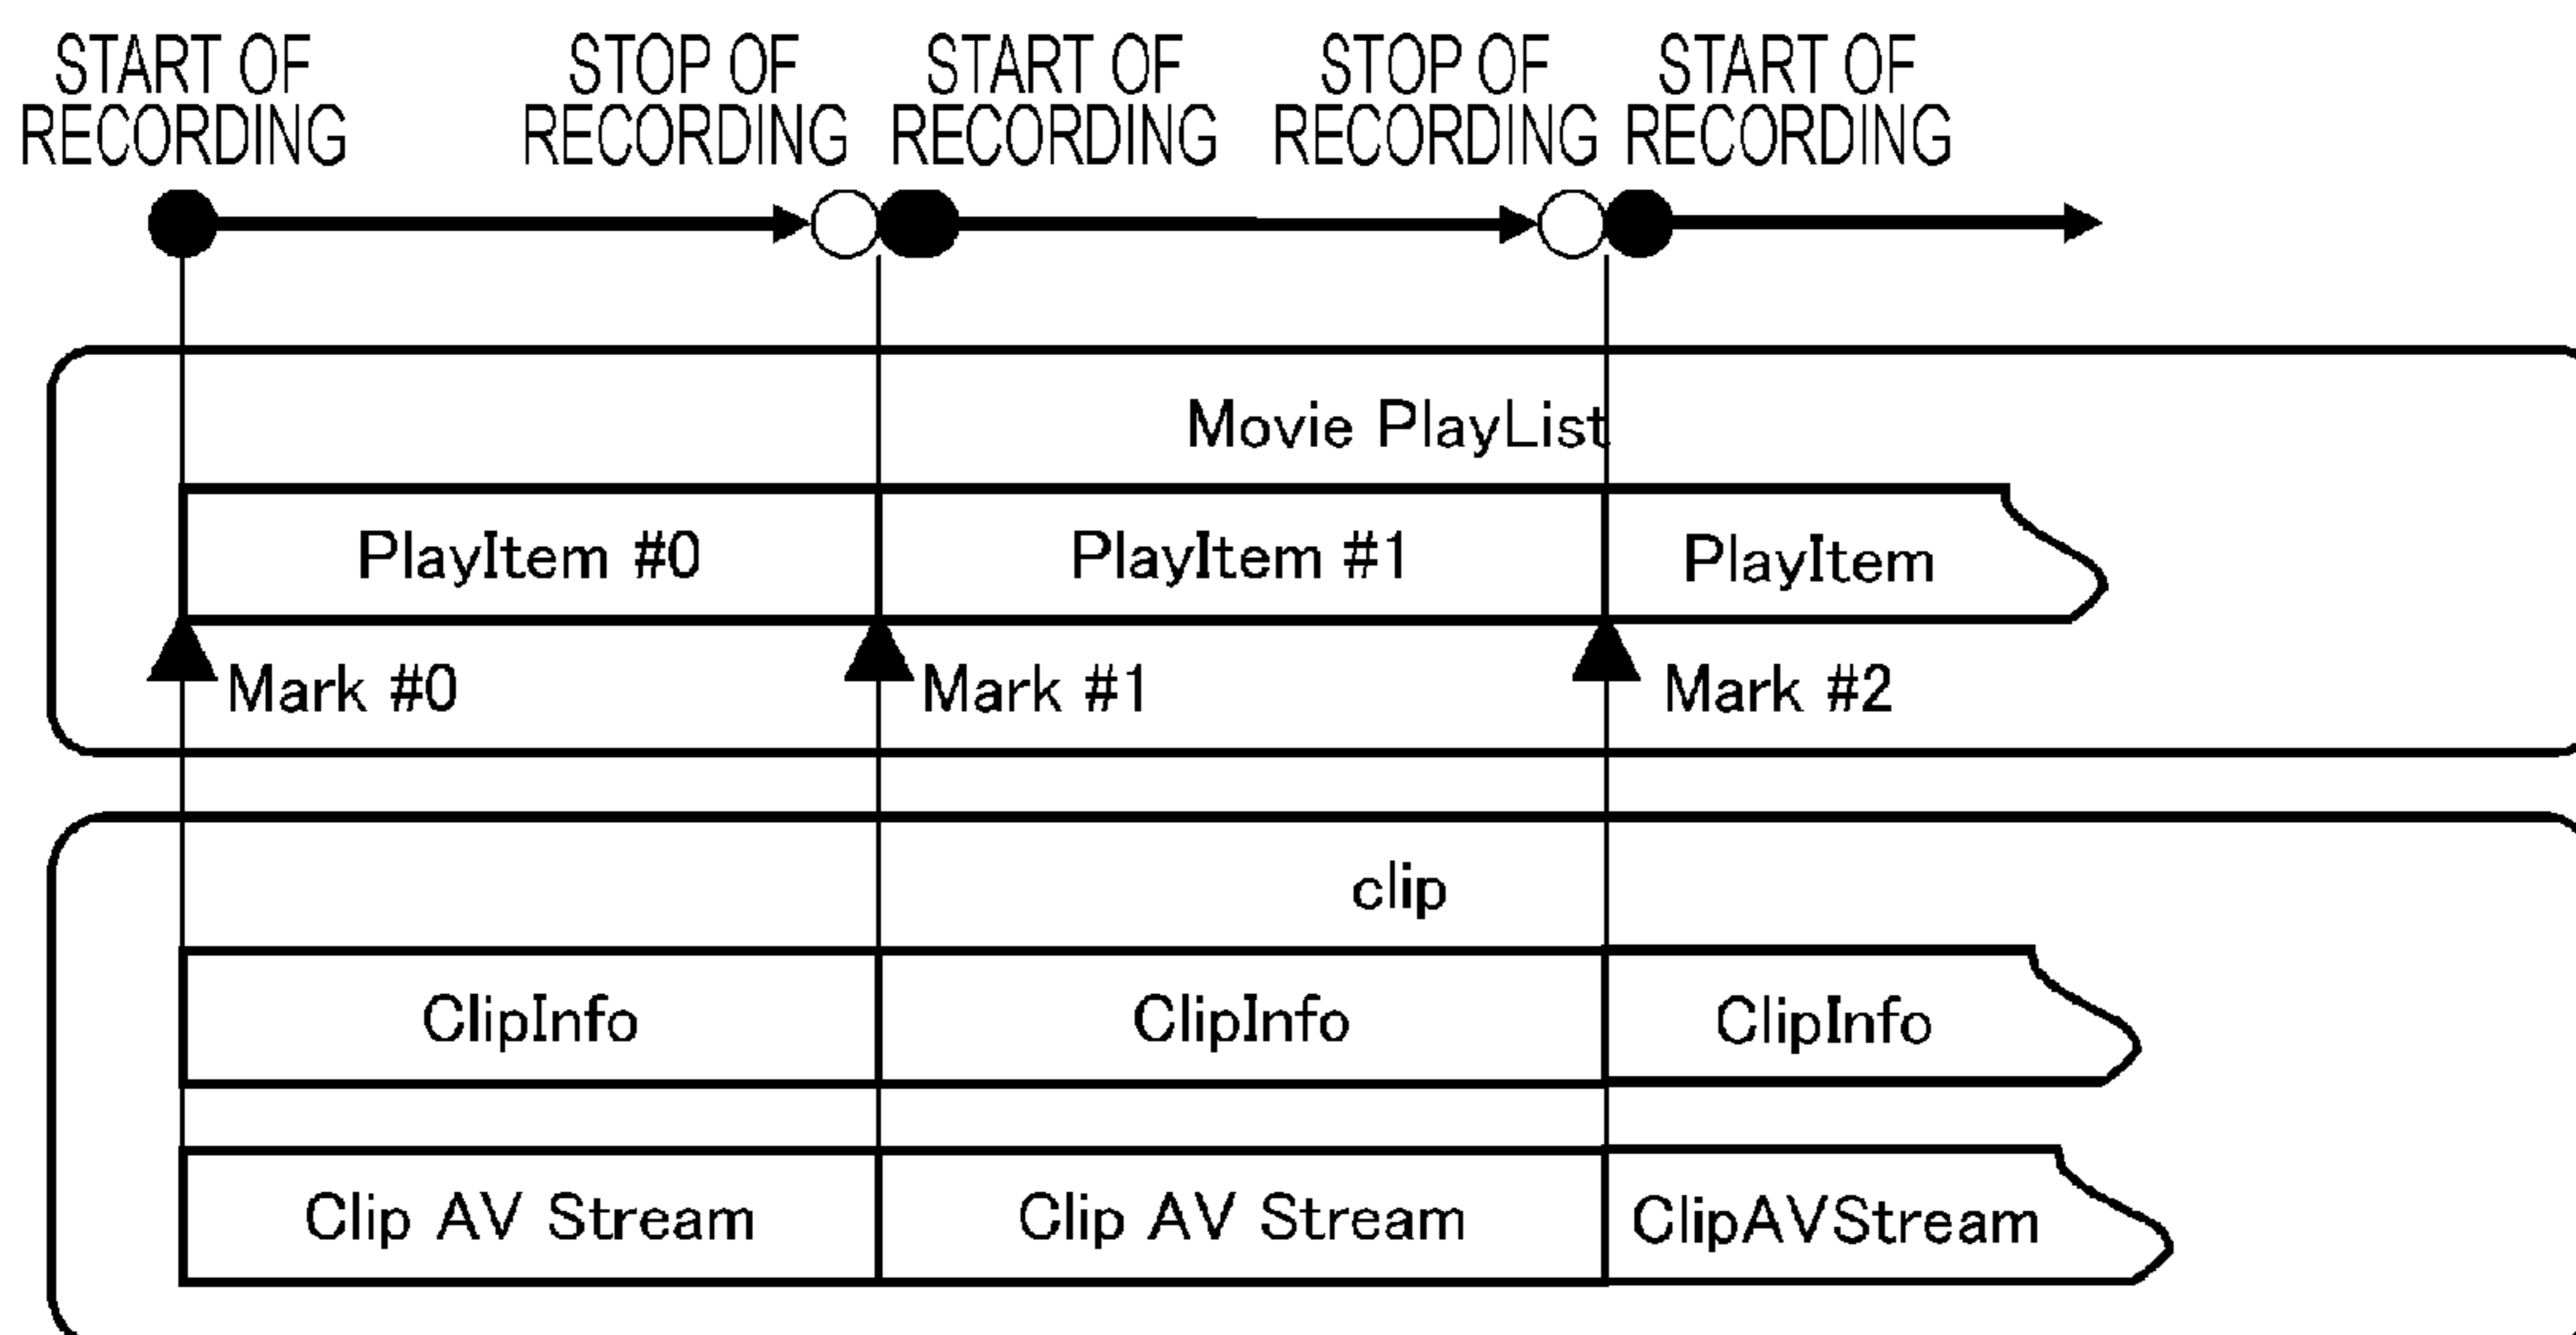 START OF RECORDING
STOP OF RECORDING
START OF RECORDING
STOP OF RECORDING
START OF RECORDING
Movie PlayList
PlayItem #0
PlayItem #1
PlayItem
Mark #0
Mark #1
Mark #2
clip
ClipInfo
ClipInfo
ClipInfo
Clip AV Stream
Clip AV Stream
ClipAVStream